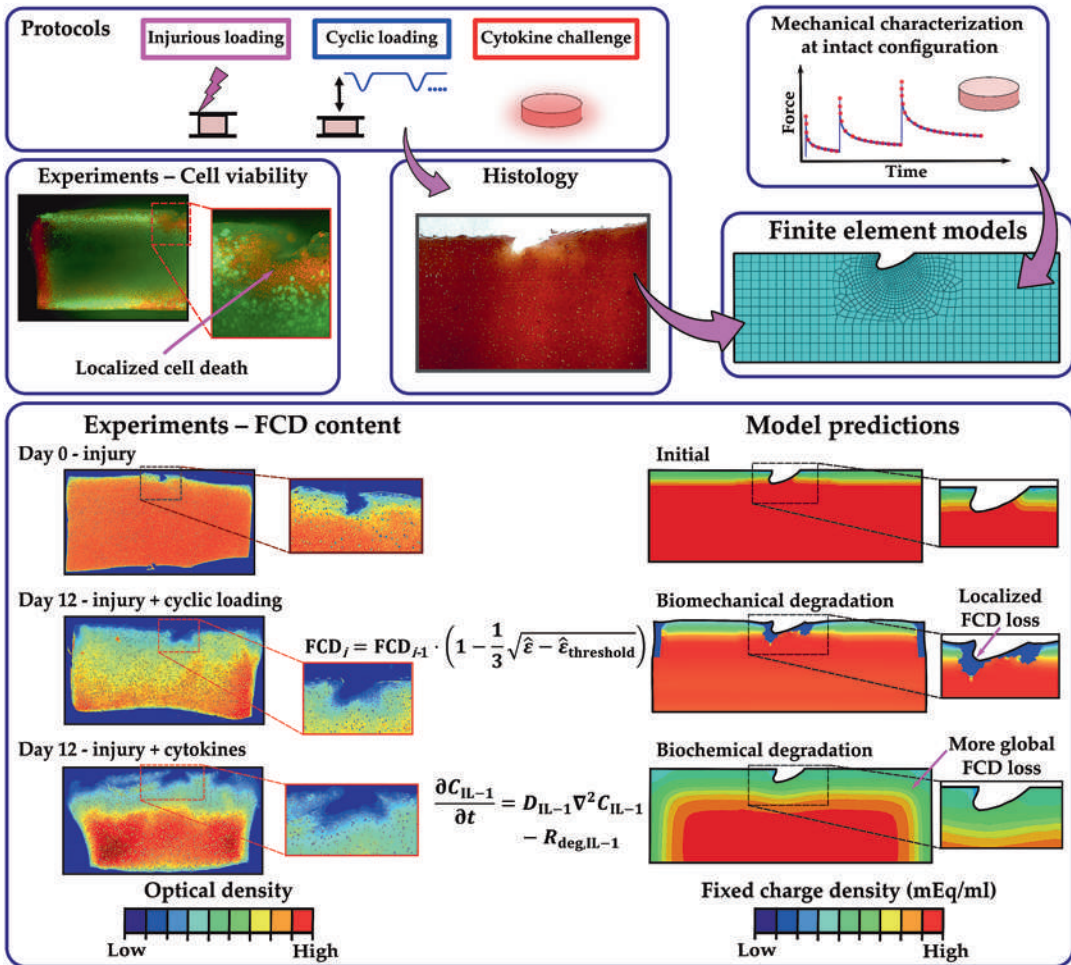 Protocols
Injurious loading
Cyclic loading
Cytokine challenge
Mechanical characterization
at intact configuration
Force
Time
Experiments – Cell viability
Localized cell death
Histology
Finite element models
Experiments – FCD content
Model predictions
Day 0 - injury
Initial
Day 12 - injury + cyclic loading
FCD𝑖 = FCD𝑖-1 · (1 − 1/3 √(ε̂ − ε̂threshold))
Biomechanical degradation
Localized
FCD loss
Day 12 - injury + cytokines
∂C_IL−1/∂t = D_IL−1 ∇²C_IL−1
− R_deg,IL−1
Biochemical degradation
More global
FCD loss
Optical density
Low High
Fixed charge density (mEq/ml)
Low High